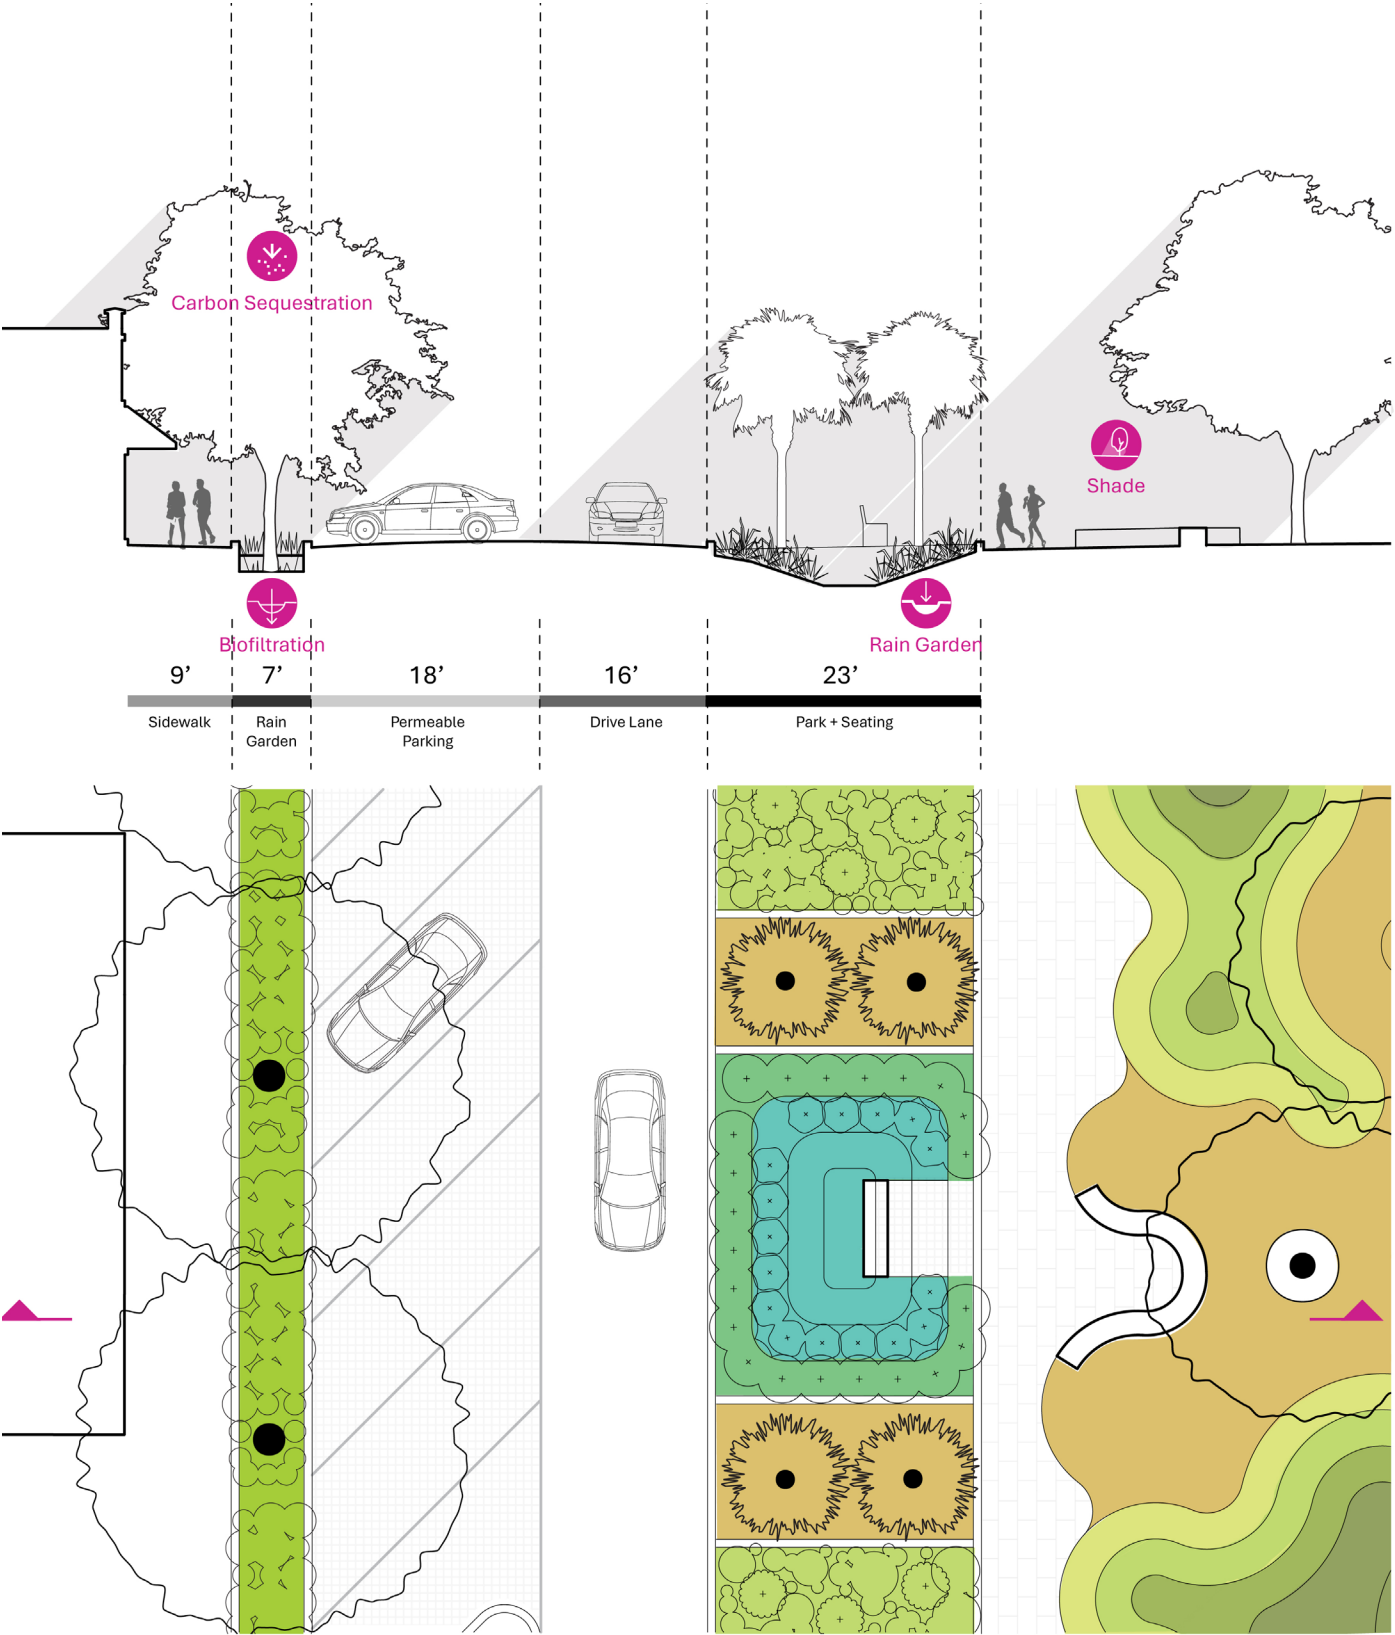 Carbon Sequestration
Shade
Biofiltration
Rain Garden
9’
7’
18’
16’
23’
Sidewalk
Rain
Garden
Permeable
Parking
Drive Lane
Park + Seating